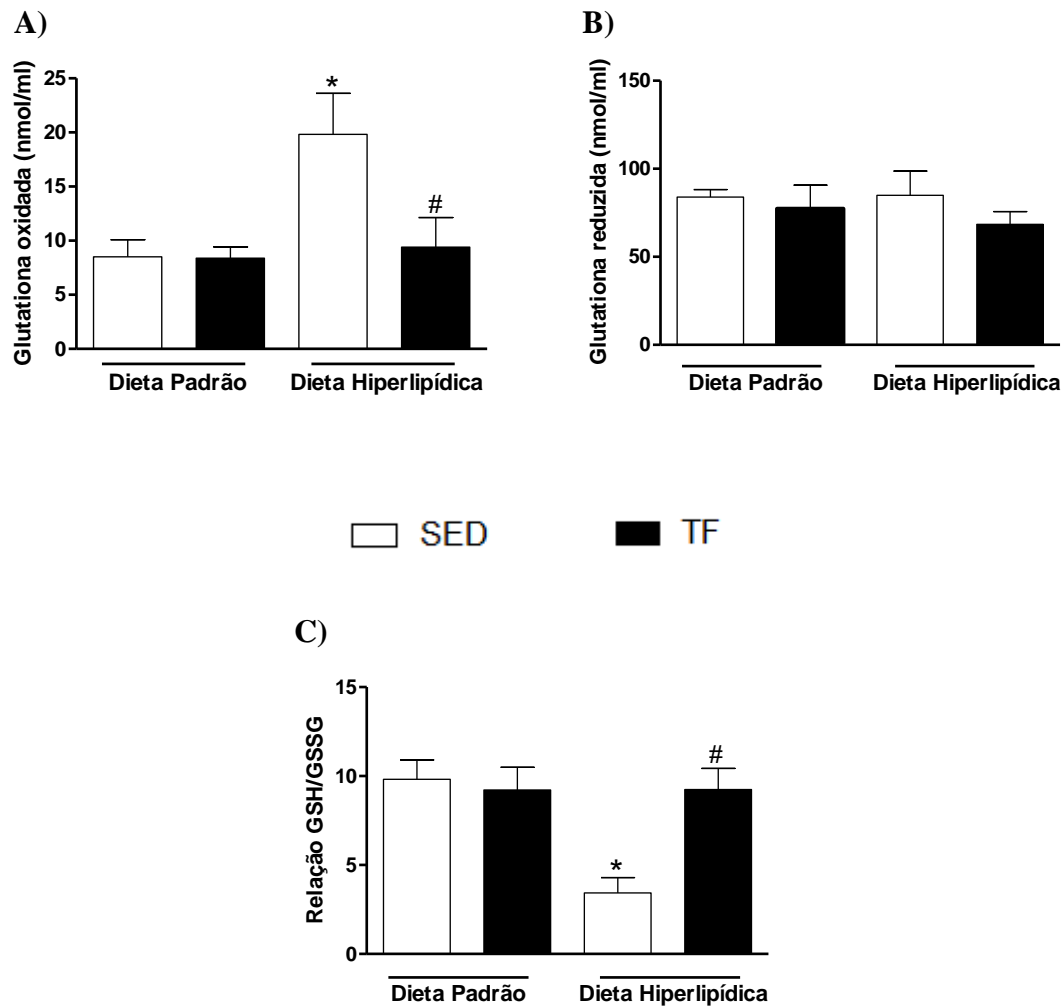 A)
Glutationa oxidada (nmol/ml)
25
20
15
10
5
0
*
#
Dieta Padrão
Dieta Hiperlipídica
B)
Glutationa reduzida (nmol/ml)
150
100
50
0
Dieta Padrão
Dieta Hiperlipídica
SED
TF
C)
Relação GSH/GSSG
15
10
5
0
*
#
Dieta Padrão
Dieta Hiperlipídica